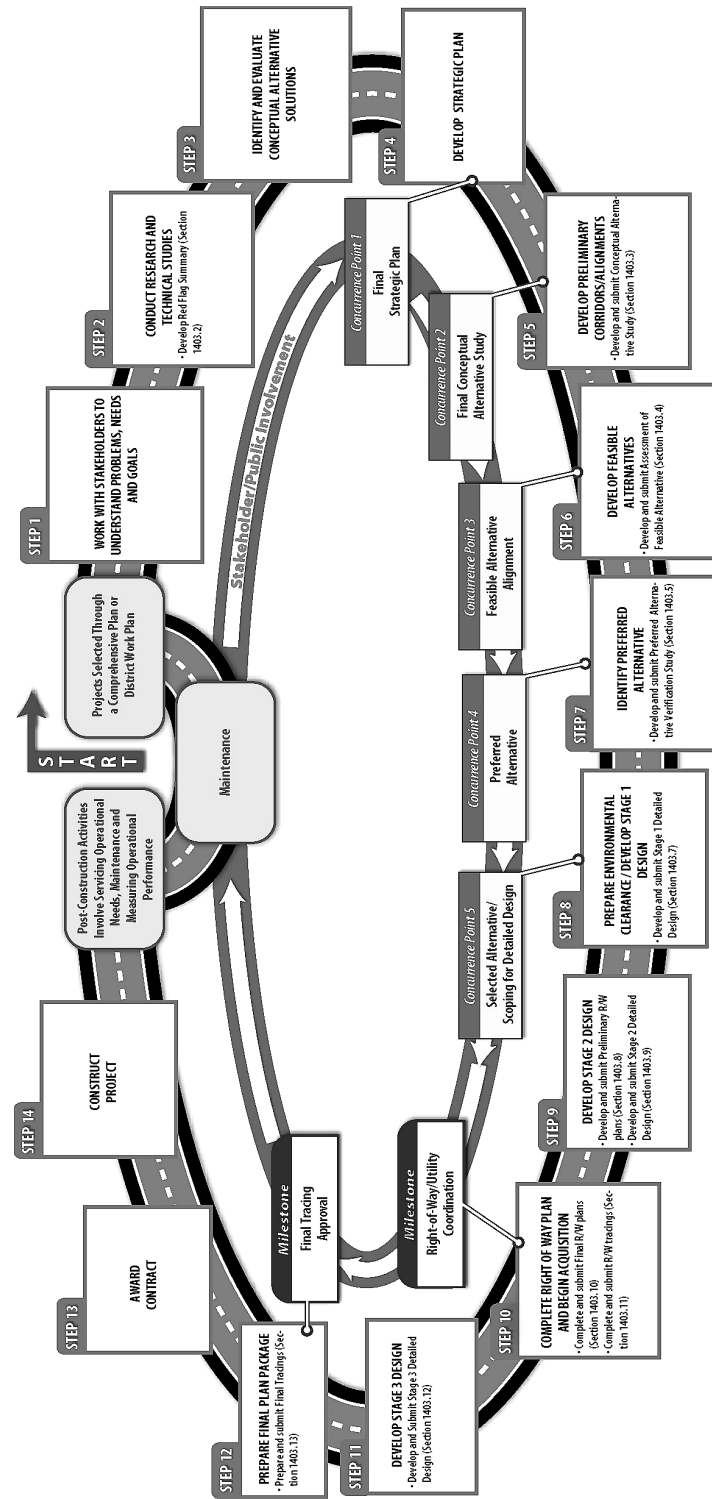 START
Projects Selected Through
a Comprehensive Plan or
District Work Plan
STEP 1
WORK WITH STAKEHOLDERS TO
UNDERSTAND PROBLEMS, NEEDS
AND GOALS
STEP 2
CONDUCT RESEARCH AND
TECHNICAL STUDIES
• Develop Red Flag Summary (Section
1403.2)
STEP 3
IDENTIFY AND EVALUATE
CONCEPTUAL ALTERNATIVE
SOLUTIONS
STEP 4
DEVELOP STRATEGIC PLAN
STEP 5
DEVELOP PRELIMINARY
CORRIDORS/ALIGNMENTS
• Develop and submit Conceptual Alterna-
tive Study (Section 1403.3)
STEP 6
DEVELOP FEASIBLE
ALTERNATIVES
• Develop and submit Assessment of
Feasible Alternative (Section 1403.4)
STEP 7
IDENTIFY PREFERRED
ALTERNATIVE
• Develop and submit Preferred Alterna-
tive Verification Study (Section 1403.5)
STEP 8
PREPARE ENVIRONMENTAL
CLEARANCE / DEVELOP STAGE 1
DESIGN
• Develop and submit Stage 1 Detailed
Design (Section 1403.7)
STEP 9
DEVELOP STAGE 2 DESIGN
• Develop and submit Preliminary R/W
plans (Section 1403.8)
• Develop and submit Stage 2 Detailed
Design (Section 1403.9)
STEP 10
COMPLETE RIGHT OF WAY PLAN
AND BEGIN ACQUISITION
• Complete and submit Final R/W plans
(Section 1403.10)
• Complete and submit R/W tracings (Sec-
tion 1403.11)
STEP 11
DEVELOP STAGE 3 DESIGN
• Develop and Submit Stage 3 Detailed
Design (Section 1403.12)
STEP 12
PREPARE FINAL PLAN PACKAGE
• Prepare and submit Final Tracings (Sec-
tion 1403.13)
STEP 13
AWARD
CONTRACT
STEP 14
CONSTRUCT
PROJECT
Post-Construction Activities
Involve Servicing Operational
Needs, Maintenance and
Measuring Operational
Performance
Maintenance
Stakeholder/Public Involvement
Concurrence Point 1
Final
Strategic Plan
Concurrence Point 2
Final Conceptual
Alternative Study
Concurrence Point 3
Feasible Alternative
Alignment
Concurrence Point 4
Preferred
Alternative
Concurrence Point 5
Selected Alternative/
Scoping for Detailed Design
Milestone
Right-of-Way/Utility
Coordination
Milestone
Final Tracing
Approval